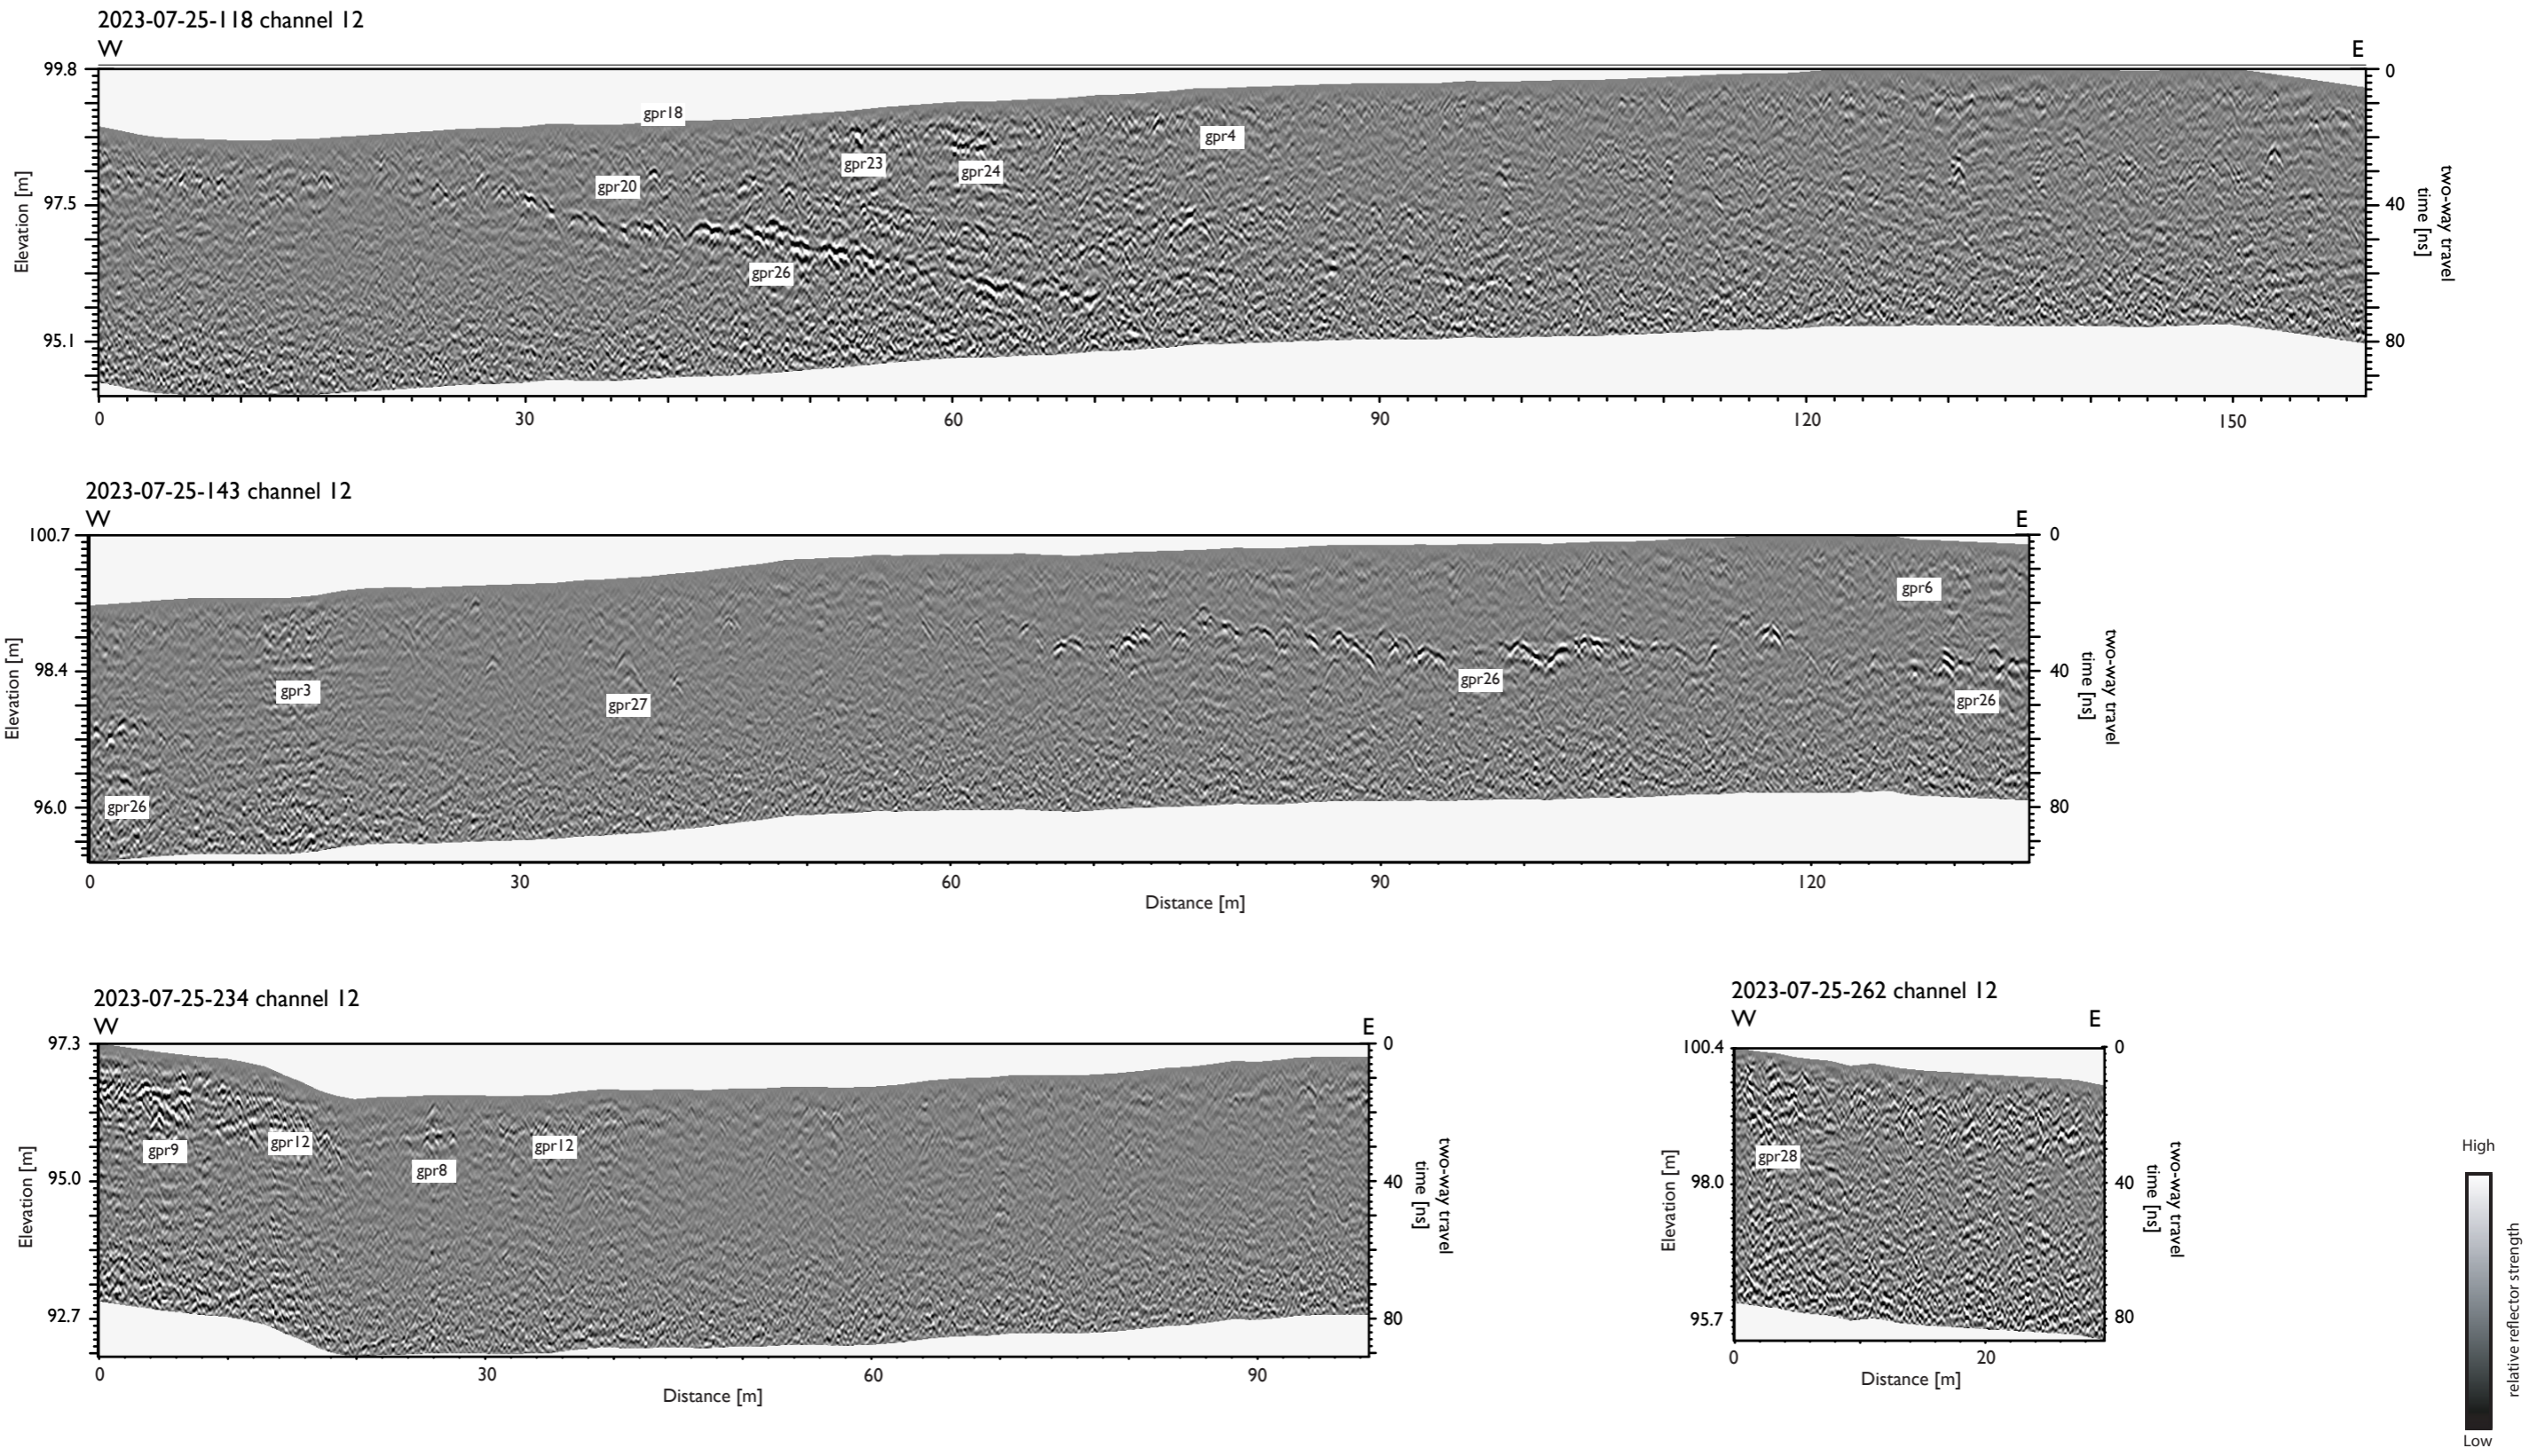 2023-07-25-118 channel 12
W
E
99.8
97.5
95.1
Elevation [m]
0
40
80
two-way travel
time [ns]
gpr18
gpr4
gpr23
gpr24
gpr20
gpr26
0
30
60
90
120
150
2023-07-25-143 channel 12
W
E
100.7
98.4
96.0
Elevation [m]
0
40
80
two-way travel
time [ns]
gpr6
gpr3
gpr27
gpr26
gpr26
gpr26
0
30
60
90
120
Distance [m]
2023-07-25-234 channel 12
W
E
97.3
95.0
92.7
Elevation [m]
0
40
80
two-way travel
time [ns]
gpr9
gpr12
gpr8
gpr12
0
30
60
90
Distance [m]
2023-07-25-262 channel 12
W
E
100.4
98.0
95.7
Elevation [m]
0
40
80
two-way travel
time [ns]
gpr28
0
20
Distance [m]
High
relative reflector strength
Low